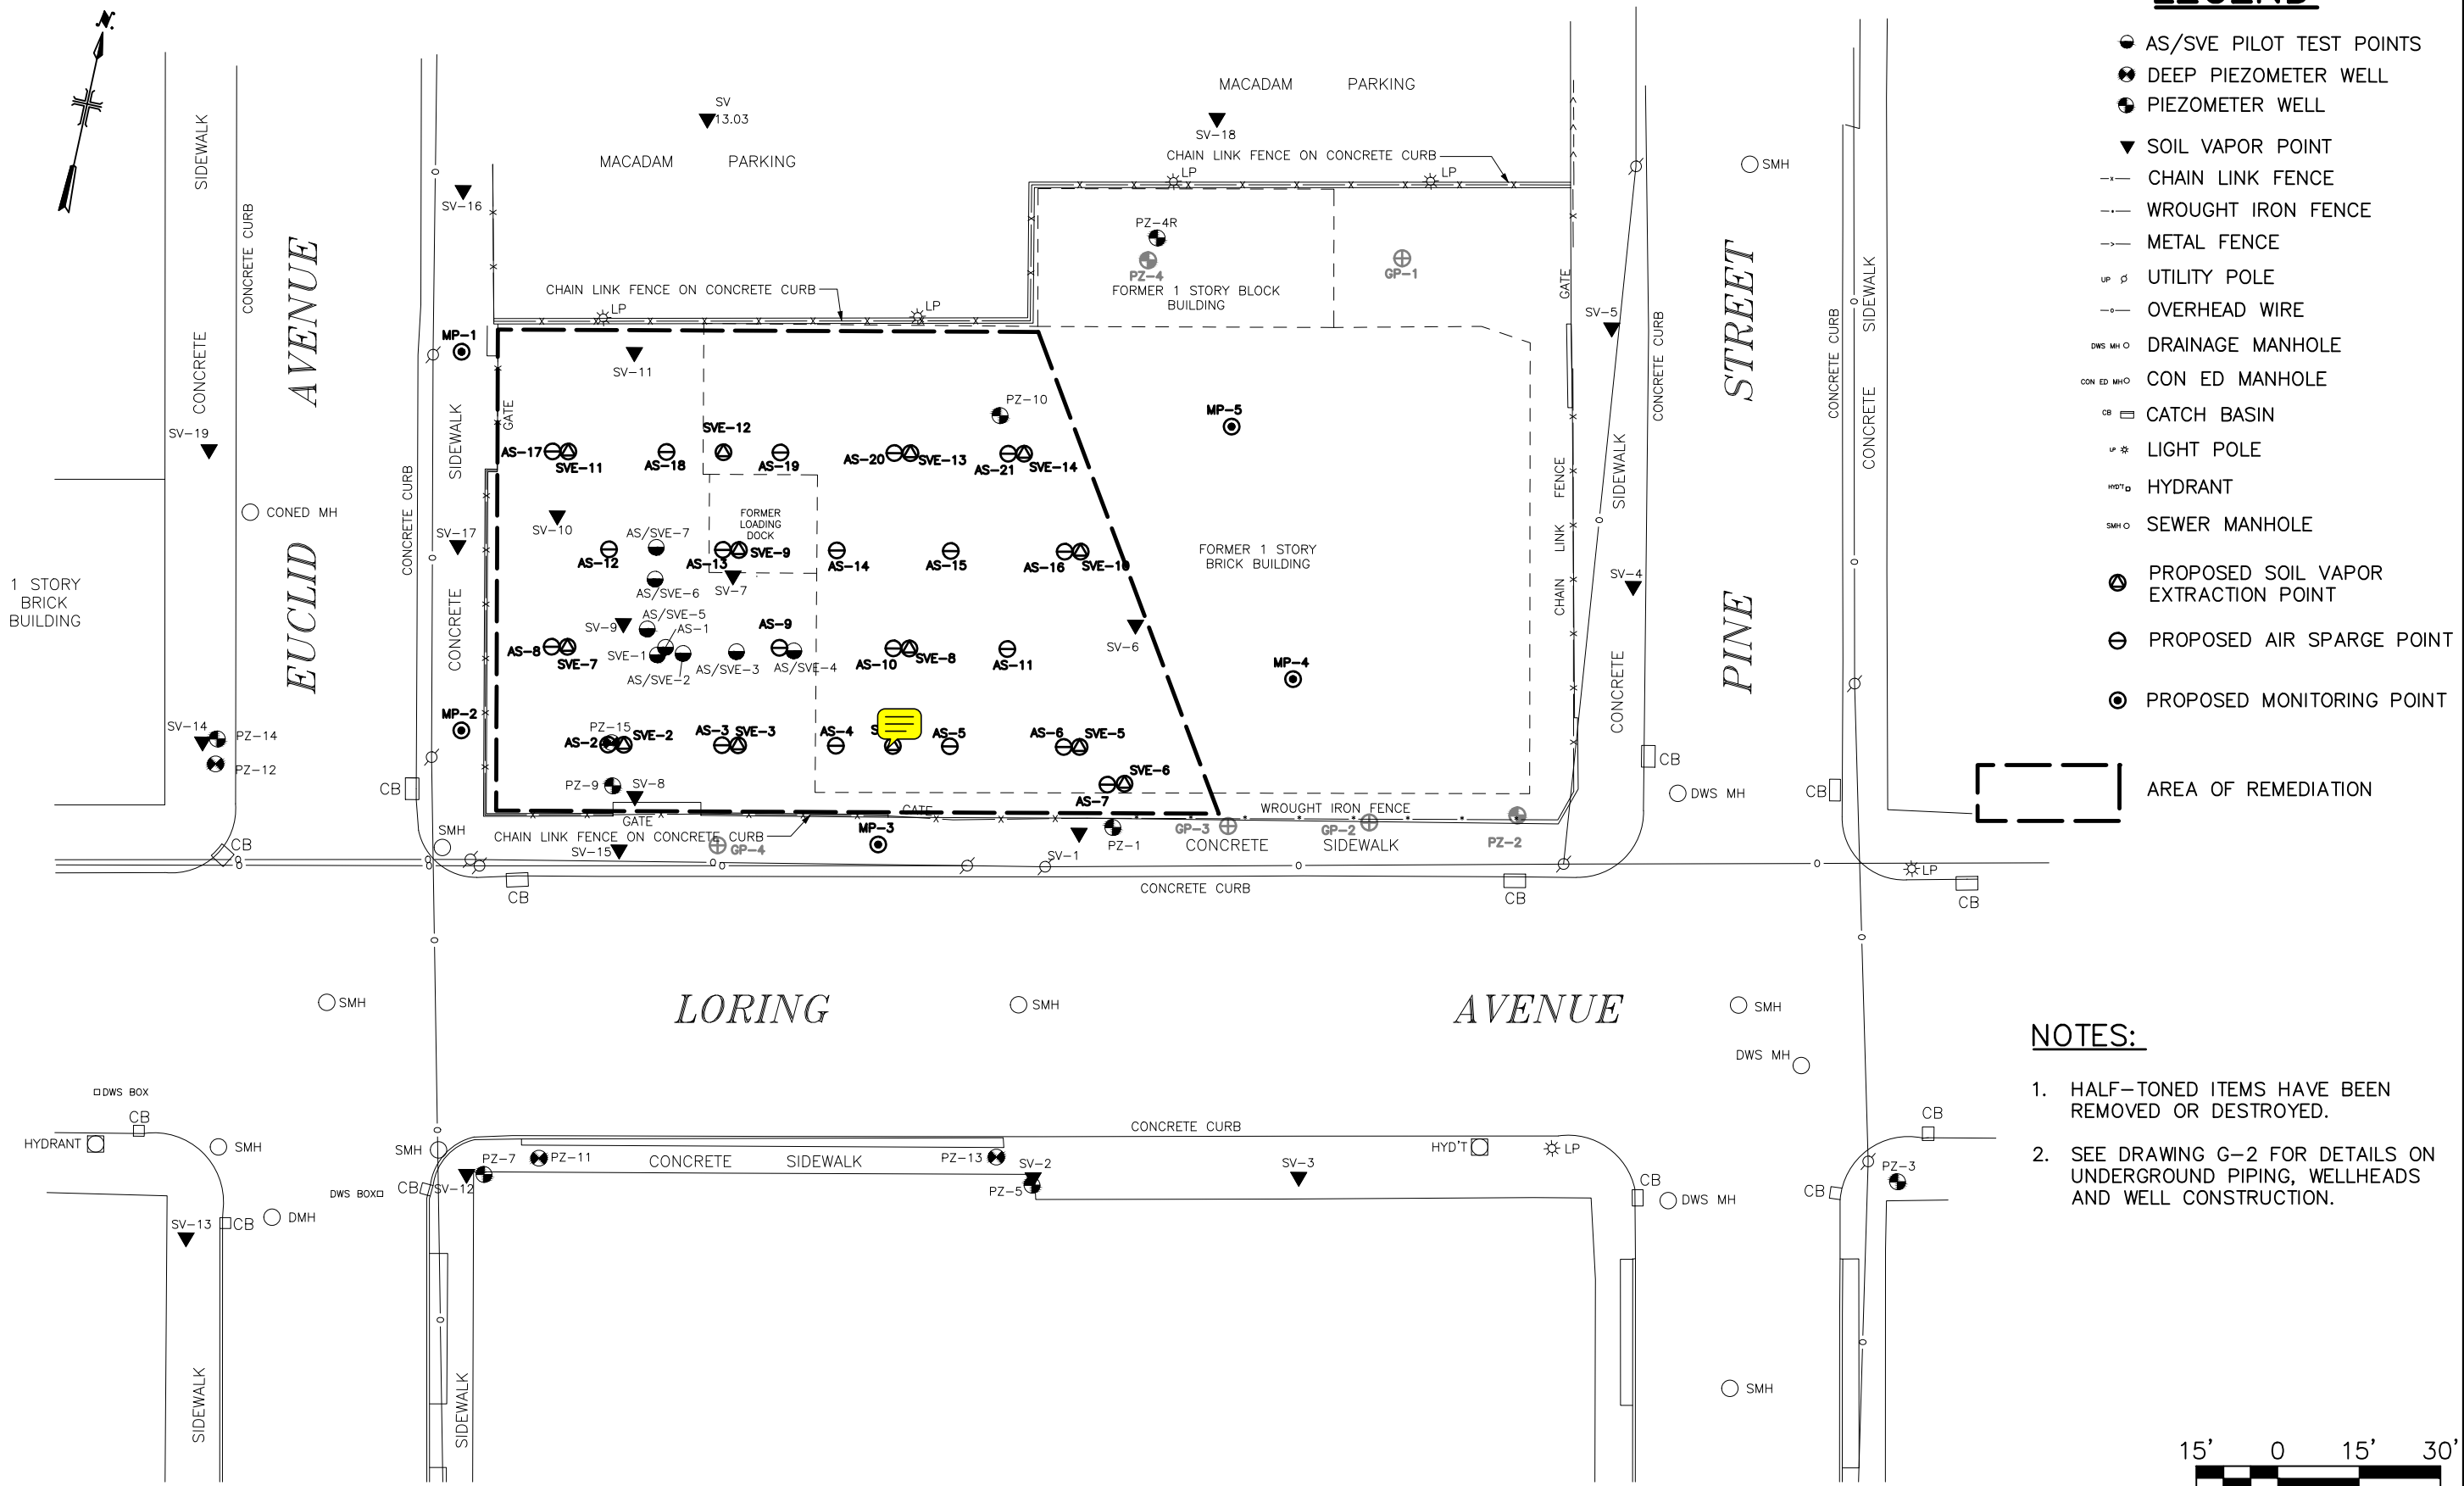 LEGEND
AS/SVE PILOT TEST POINTS
DEEP PIEZOMETER WELL
PIEZOMETER WELL
SOIL VAPOR POINT
CHAIN LINK FENCE
WROUGHT IRON FENCE
METAL FENCE
UP UTILITY POLE
OVERHEAD WIRE
DWS MH DRAINAGE MANHOLE
CON ED MH CON ED MANHOLE
CB CATCH BASIN
LP LIGHT POLE
HYD'T HYDRANT
SMH SEWER MANHOLE
PROPOSED SOIL VAPOR
EXTRACTION POINT
PROPOSED AIR SPARGE POINT
PROPOSED MONITORING POINT
AREA OF REMEDIATION
NOTES:
1. HALF-TONED ITEMS HAVE BEEN
REMOVED OR DESTROYED.
2. SEE DRAWING G-2 FOR DETAILS ON
UNDERGROUND PIPING, WELLHEADS
AND WELL CONSTRUCTION.
15' 0 15' 30'
N.
SIDEWALK
CONCRETE CURB
CONCRETE
EUCLID AVENUE
SV-19
CONED MH
1 STORY
BRICK
BUILDING
SV-14
PZ-14
PZ-12
CB
CB
SMH
CONCRETE CURB
SIDEWALK
CONCRETE
SV-16
MP-1
SV-17
MP-2
SV
13.03
MACADAM PARKING
MACADAM PARKING
SV-18
CHAIN LINK FENCE ON CONCRETE CURB
LP
LP
PZ-4R
PZ-4
GP-1
FORMER 1 STORY BLOCK
BUILDING
CHAIN LINK FENCE ON CONCRETE CURB
LP
LP
GATE
SV-11
PZ-10
MP-5
SVE-12
AS-17
SVE-11
AS-18
AS-19
AS-20
SVE-13
AS-21
SVE-14
SV-10
FORMER
LOADING
DOCK
AS/SVE-7
AS-12
AS-13
SVE-9
AS-14
AS-15
AS-16
SVE-10
FORMER 1 STORY
BRICK BUILDING
AS/SVE-6
SV-7
AS/SVE-5
SV-9
AS-1
AS-9
SV-6
AS-8
SVE-7
SVE-1
AS/SVE-2
AS/SVE-3
AS/SVE-4
AS-10
SVE-8
AS-11
MP-4
PZ-15
AS-2
SVE-2
AS-3
SVE-3
AS-4
AS-5
AS-6
SVE-5
SVE-6
AS-7
PZ-9
SV-8
GATE
GATE
CHAIN LINK FENCE ON CONCRETE CURB
MP-3
WROUGHT IRON FENCE
SV-15
GP-4
SV-1
PZ-1
GP-3
GP-2
PZ-2
CONCRETE SIDEWALK
CB
CONCRETE CURB
CB
GATE
CHAIN LINK FENCE
SV-5
SV-4
SIDEWALK
CONCRETE
CONCRETE CURB
PINE STREET
SMH
CB
DWS MH
CB
CONCRETE CURB
SIDEWALK
CONCRETE
LP
CB
LORING AVENUE
SMH
SMH
SMH
DWS MH
DWS BOX
CB
HYDRANT
SMH
SMH
PZ-7
PZ-11
CONCRETE SIDEWALK
CONCRETE CURB
PZ-13
SV-2
PZ-5
SV-3
HYD'T
LP
CB
DWS MH
CB
PZ-3
CB
DWS BOX
CB
SV-12
SV-13
CB
DMH
SIDEWALK
SIDEWALK
SMH